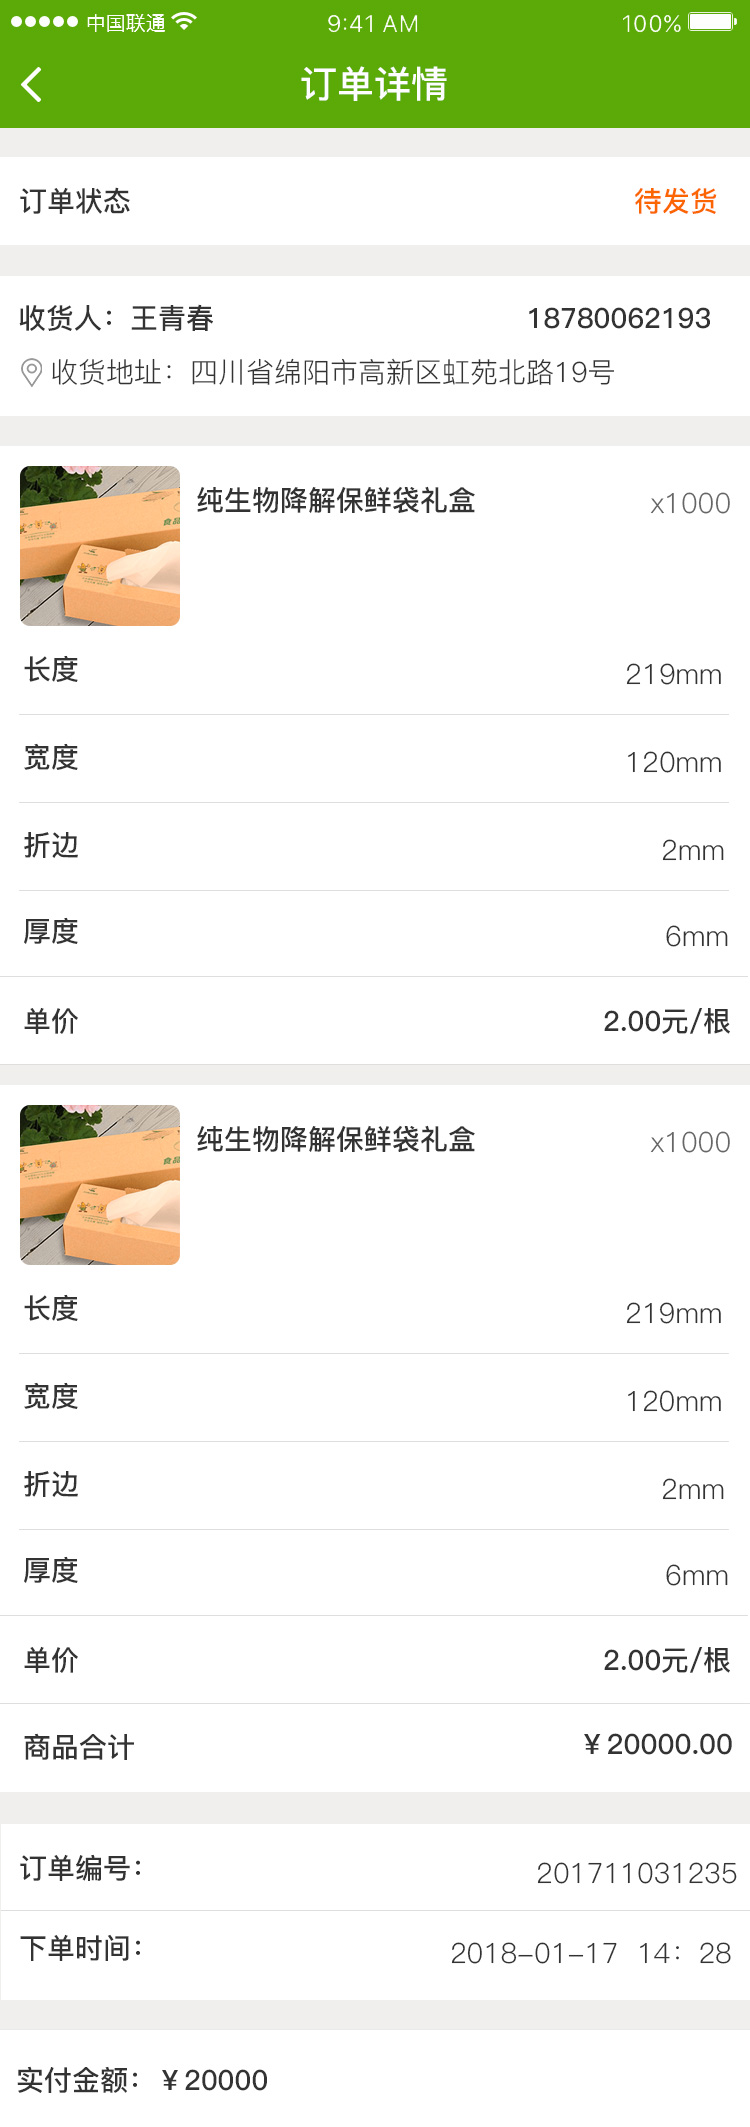 中国联通 9:41 AM 100%
订单详情
订单状态 待发货
收货人：王青春 18780062193
收货地址：四川省绵阳市高新区虹苑北路19号
纯生物降解保鲜袋礼盒 x1000
长度 219mm
宽度 120mm
折边 2mm
厚度 6mm
单价 2.00元/根
纯生物降解保鲜袋礼盒 x1000
长度 219mm
宽度 120mm
折边 2mm
厚度 6mm
单价 2.00元/根
商品合计 ¥20000.00
订单编号： 201711031235
下单时间： 2018-01-17 14：28
实付金额：¥20000